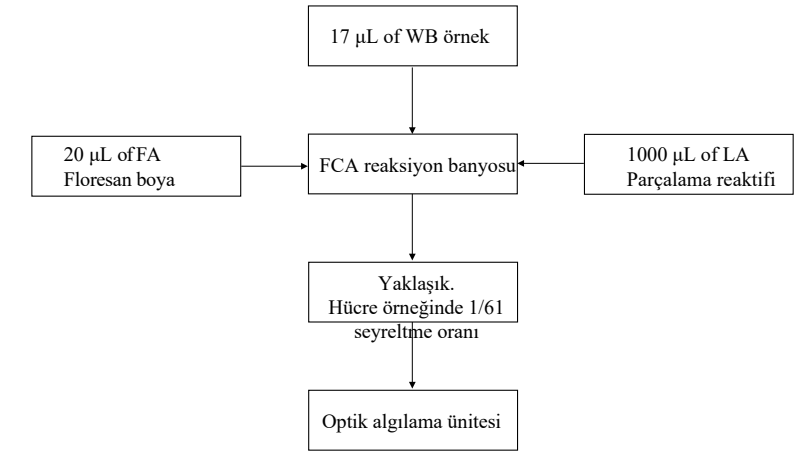 17 μL of WB örnek
20 μL of FA
Floresan boya
FCA reaksiyon banyosu
1000 μL of LA
Parçalama reaktifi
Yaklaşık.
Hücre örneğinde 1/61
seyreltme oranı
Optik algılama ünitesi